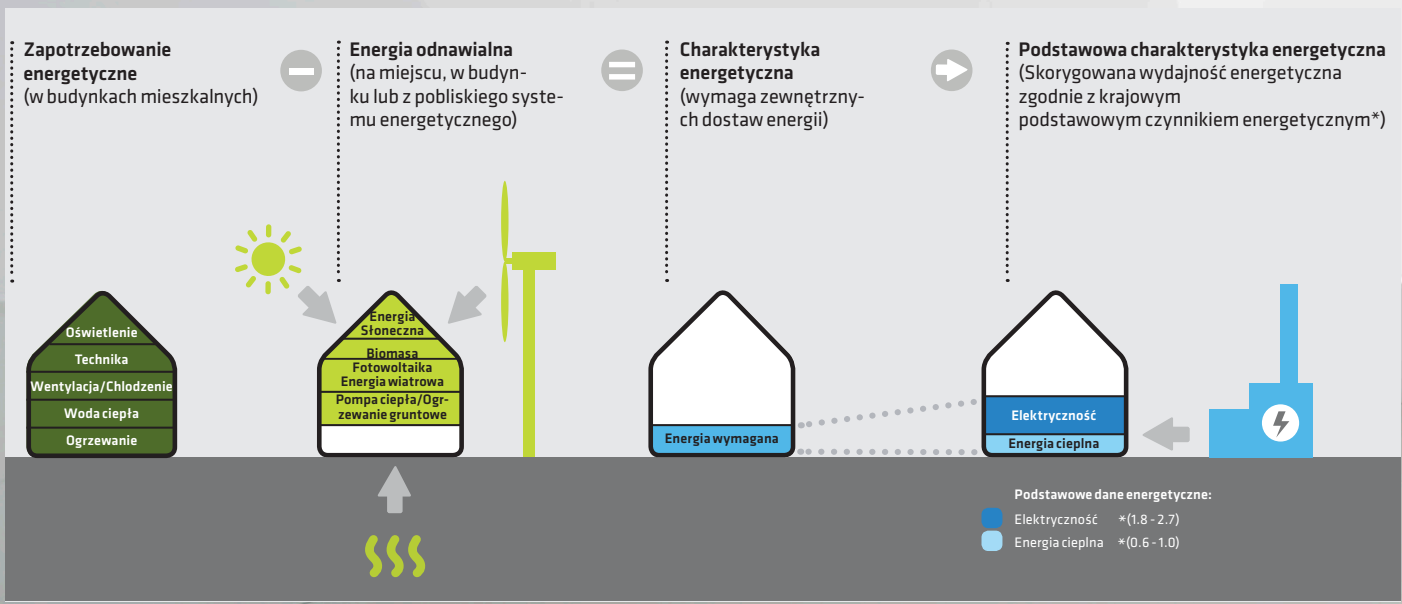 Zapotrzebowanie
energetyczne
(w budynkach mieszkalnych)
Energia odnawialna
(na miejscu, w budyn-
ku lub z pobliskiego syste-
mu energetycznego)
Charakterystyka
energetyczna
(wymaga zewnętrzny-
ch dostaw energii)
Podstawowa charakterystyka energetyczna
(Skorygowana wydajność energetyczna
zgodnie z krajowym
podstawowym czynnikiem energetycznym*)
Oświetlenie
Technika
Wentylacja/Chlodzenie
Woda ciepła
Ogrzewanie
Energia
Słoneczna
Biomasa
Fotowoltaika
Energia wiatrowa
Pompa ciepła/Ogr-
zewanie gruntowe
Energia wymagana
Elektryczność
Energia cieplna
Podstawowe dane energetyczne:
Elektryczność *(1.8 - 2.7)
Energia cieplna *(0.6 - 1.0)